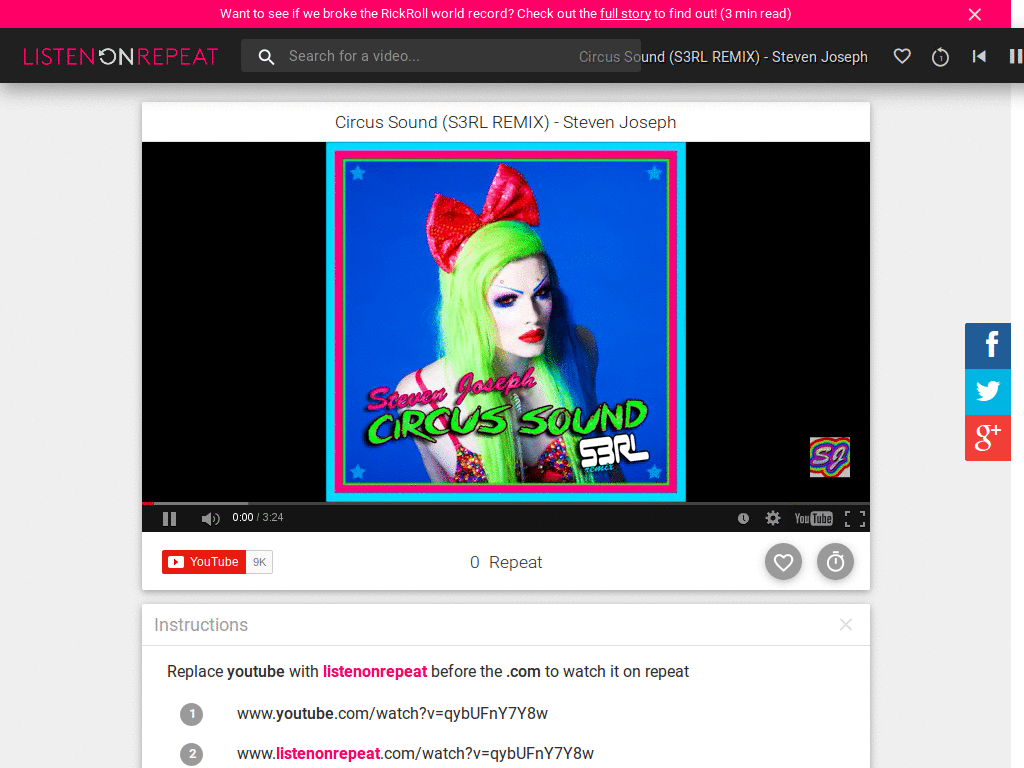 Want to see if we broke the RickRoll world record? Check out the full story to find out! (3 min read)
LISTENONREPEAT
Search for a video...
Circus Sound (S3RL REMIX) - Steven Joseph
1
Circus Sound (S3RL REMIX) - Steven Joseph
Steven Joseph
CIRCUS SOUND
S3RL
remix
SJ
0:00 / 3:24
YouTube
YouTube 9K
0 Repeat
f
g+
Instructions
Replace youtube with listenonrepeat before the .com to watch it on repeat
1 www.youtube.com/watch?v=qybUFnY7Y8w
2 www.listenonrepeat.com/watch?v=qybUFnY7Y8w